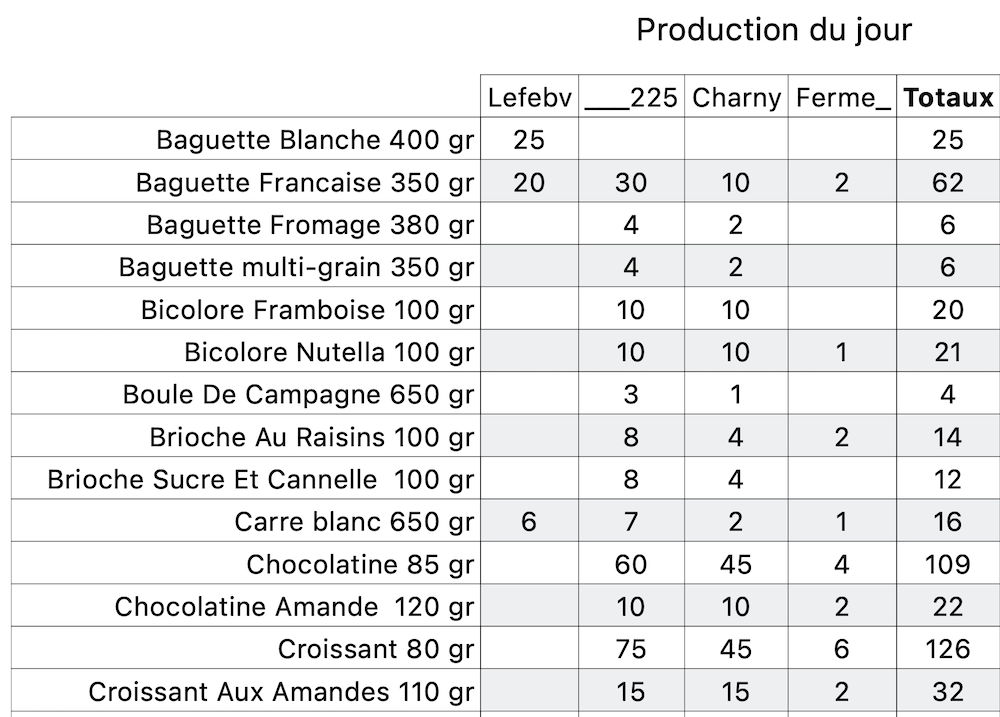 Production du jour
Lefebv ___225 Charny Ferme_ Totaux
Baguette Blanche 400 gr 25 25
Baguette Francaise 350 gr 20 30 10 2 62
Baguette Fromage 380 gr 4 2 6
Baguette multi-grain 350 gr 4 2 6
Bicolore Framboise 100 gr 10 10 20
Bicolore Nutella 100 gr 10 10 1 21
Boule De Campagne 650 gr 3 1 4
Brioche Au Raisins 100 gr 8 4 2 14
Brioche Sucre Et Cannelle  100 gr 8 4 12
Carre blanc 650 gr 6 7 2 1 16
Chocolatine 85 gr 60 45 4 109
Chocolatine Amande  120 gr 10 10 2 22
Croissant 80 gr 75 45 6 126
Croissant Aux Amandes 110 gr 15 15 2 32